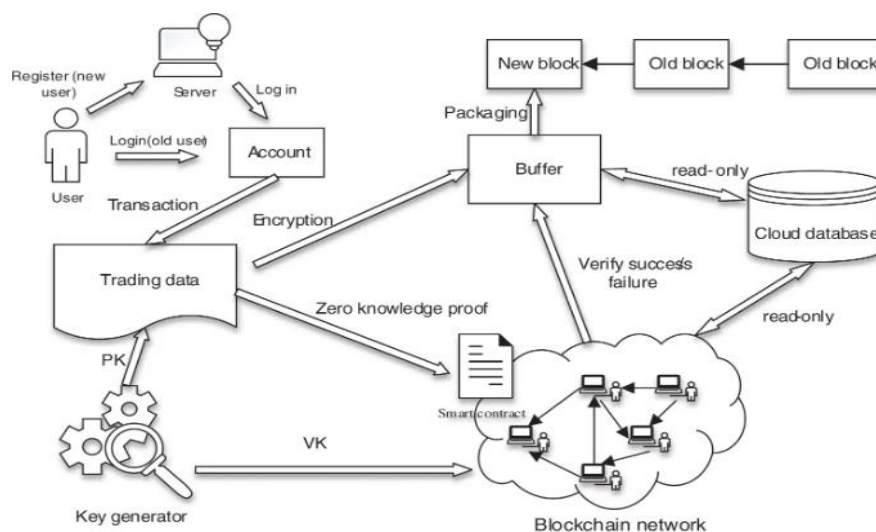 Register (new
user)
Server
Log in
Login(old user)
User
Account
Transaction
Encryption
Trading data
Zero knowledge proof
PK
VK
Key generator
New block
Old block
Old block
Packaging
Buffer
read- only
Cloud database
Verify success/s
failure
read-only
Smart contract
Blockchain network